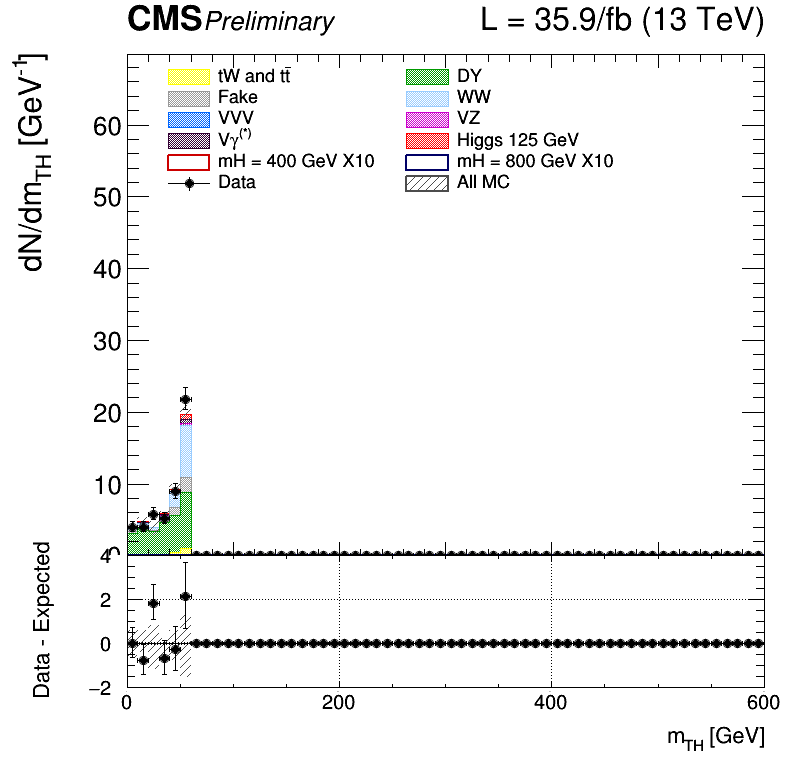 CMS Preliminary L = 35.9/fb (13 TeV)
dN/dm_TH [GeV^-1]
tW and tt̄ DY
Fake WW
VVV VZ
Vγ^(*) Higgs 125 GeV
mH = 400 GeV X10 mH = 800 GeV X10
Data All MC
60
50
40
30
20
10
0
Data - Expected
4
2
0
−2
0 200 400 600
m_TH [GeV]